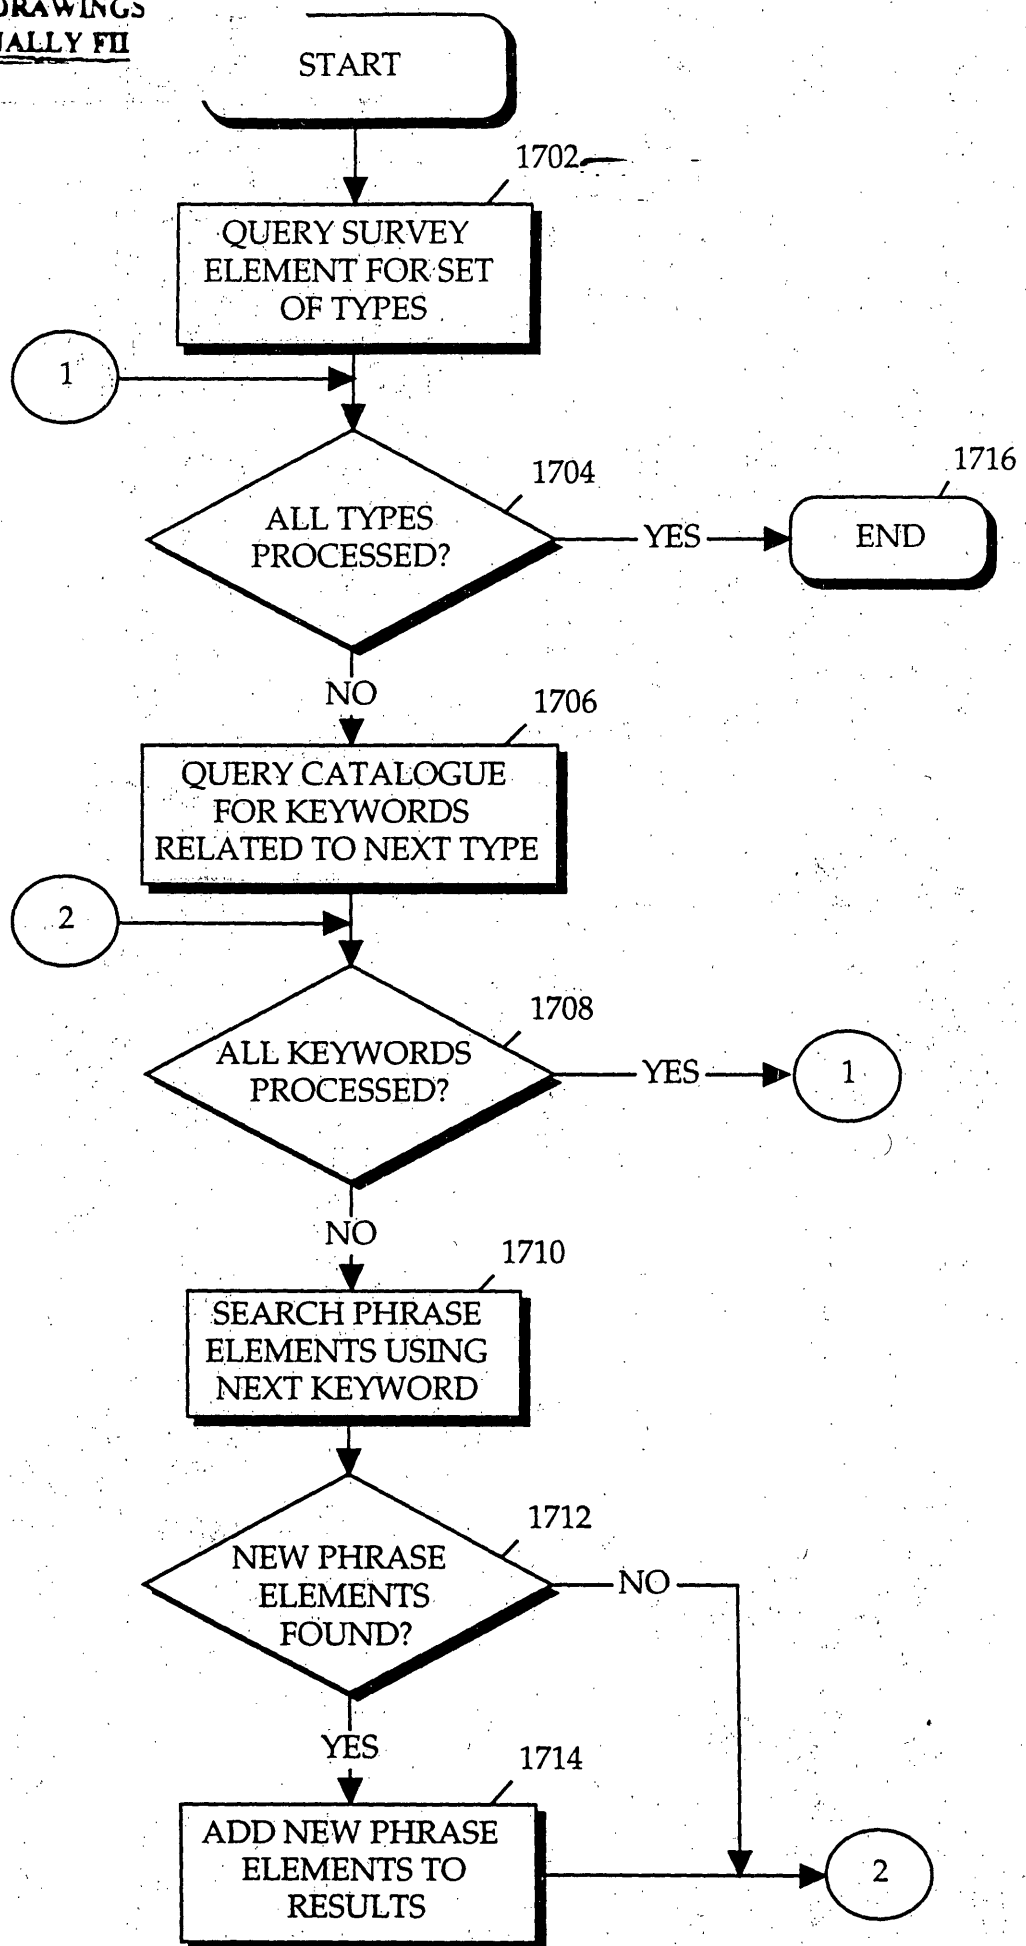 DRAWINGS
START
1702
QUERY SURVEY
ELEMENT FOR SET
OF TYPES
1
1704
1716
ALL TYPES
PROCESSED?
YES
END
NO
1706
QUERY CATALOGUE
FOR KEYWORDS
RELATED TO NEXT TYPE
2
1708
ALL KEYWORDS
PROCESSED?
YES
1
NO
1710
SEARCH PHRASE
ELEMENTS USING
NEXT KEYWORD
1712
NEW PHRASE
ELEMENTS
FOUND?
NO
YES
1714
ADD NEW PHRASE
ELEMENTS TO
RESULTS
2